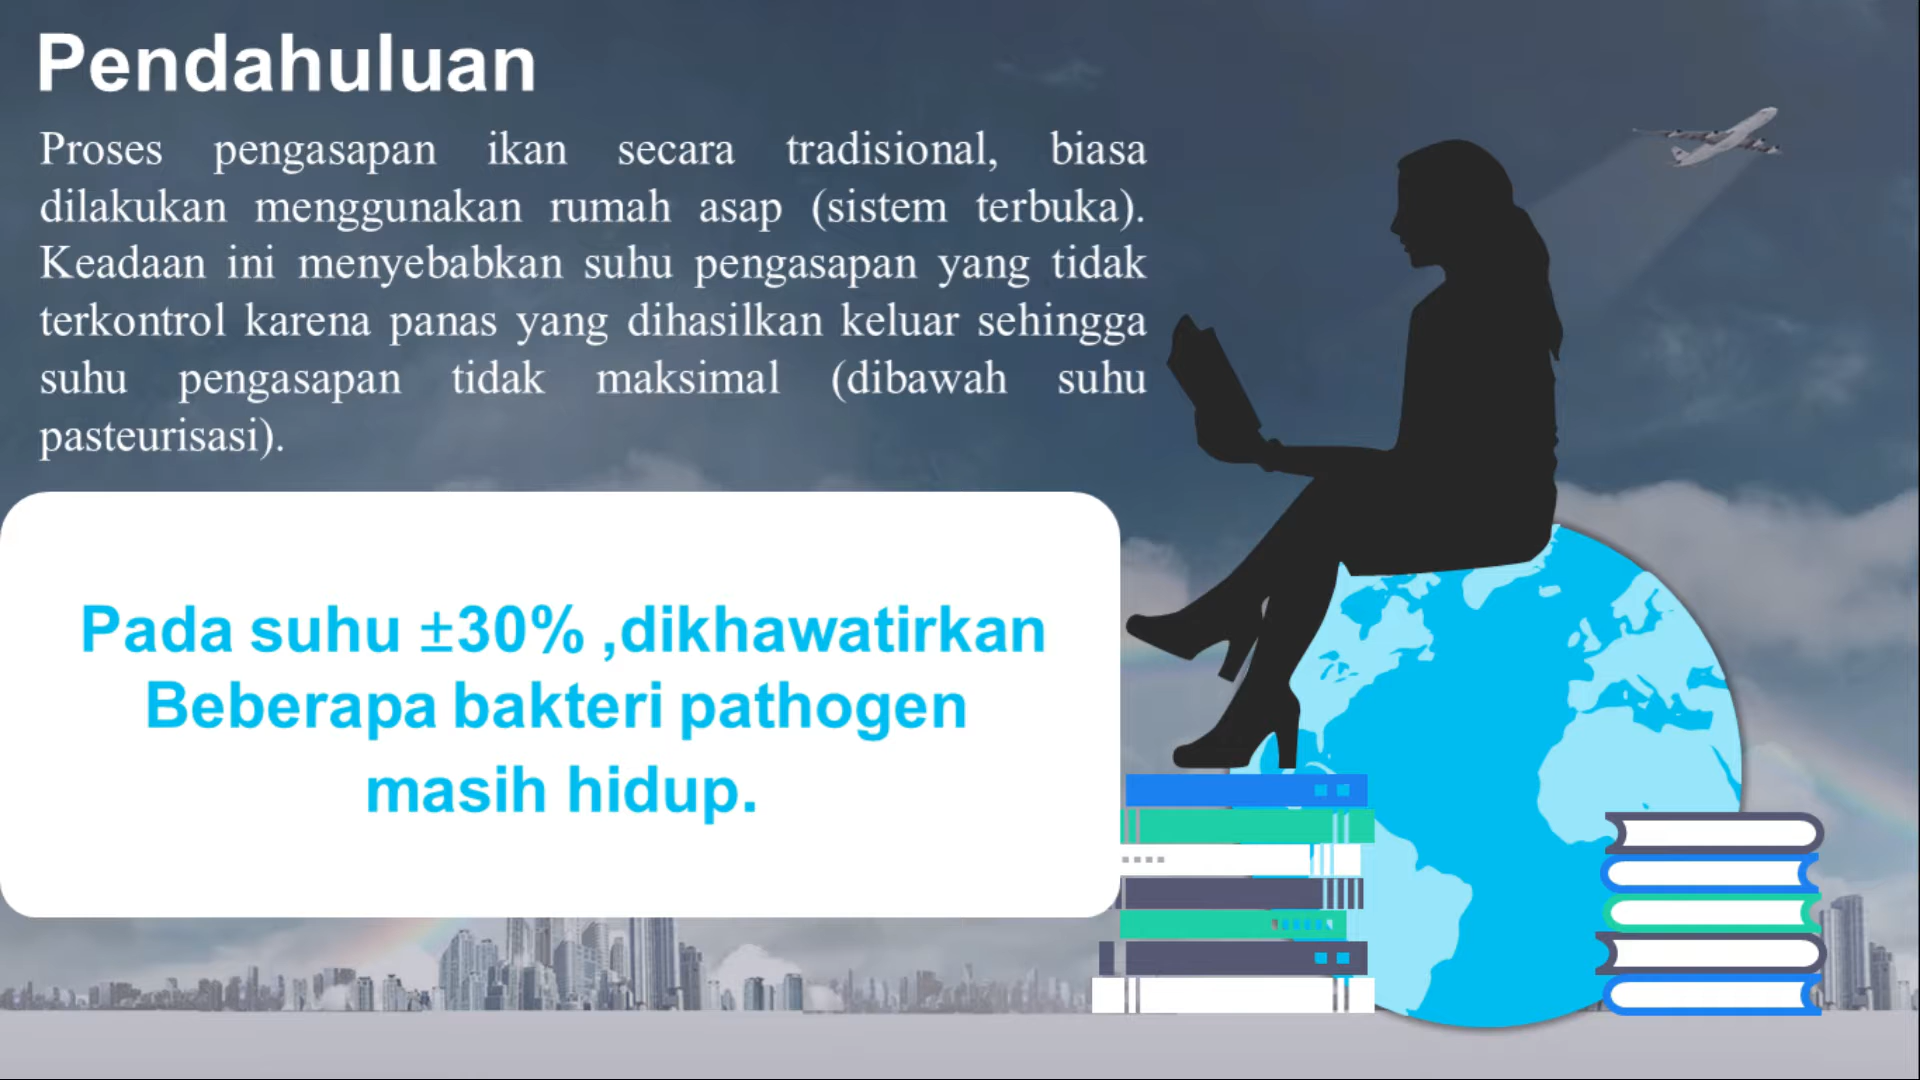 Pendahuluan
Proses pengasapan ikan secara tradisional, biasa
dilakukan menggunakan rumah asap (sistem terbuka).
Keadaan ini menyebabkan suhu pengasapan yang tidak
terkontrol karena panas yang dihasilkan keluar sehingga
suhu pengasapan tidak maksimal (dibawah suhu
pasteurisasi).
Pada suhu ±30% ,dikhawatirkan
Beberapa bakteri pathogen
masih hidup.